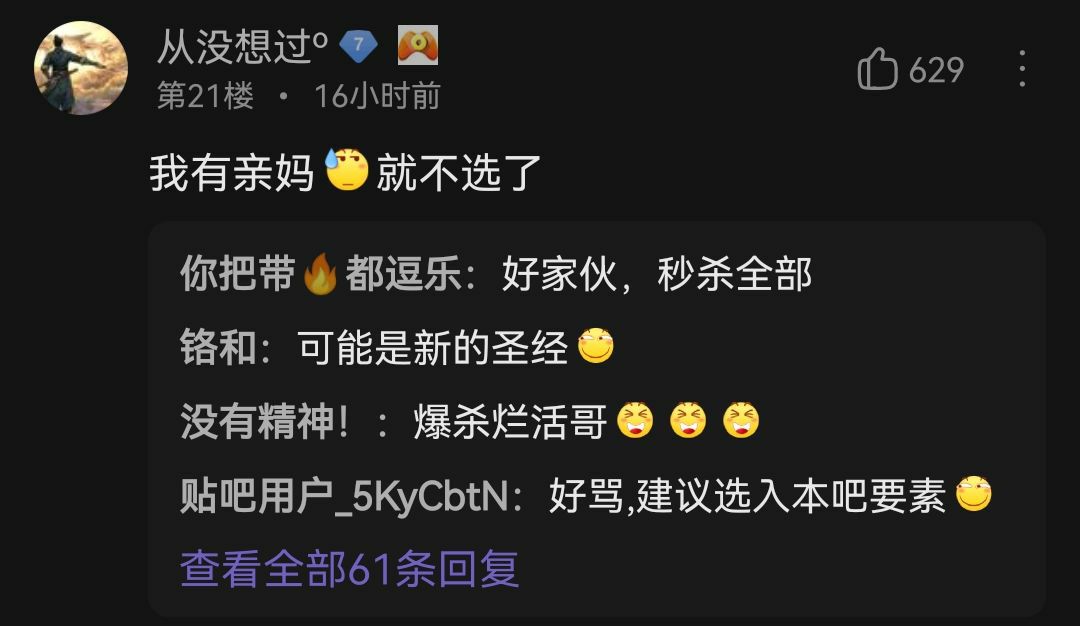 从没想过º 7
第21楼 · 16小时前
629
我有亲妈就不选了
你把带🔥都逗乐：好家伙，秒杀全部
铬和：可能是新的圣经
没有精神！：爆杀烂活哥
贴吧用户_5KyCbtN：好骂,建议选入本吧要素
查看全部61条回复